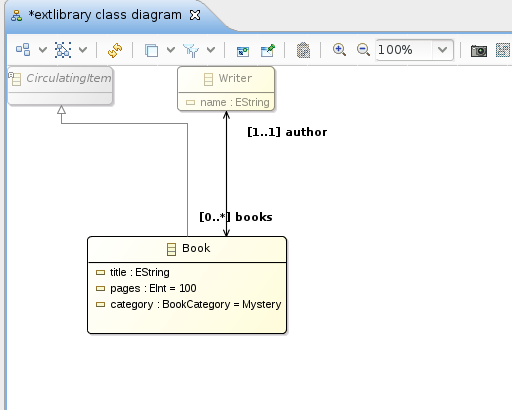 *extlibrary class diagram
100%
CirculatingItem
Writer
name : EString
[1..1] author
[0..*] books
Book
title : EString
pages : EInt = 100
category : BookCategory = Mystery